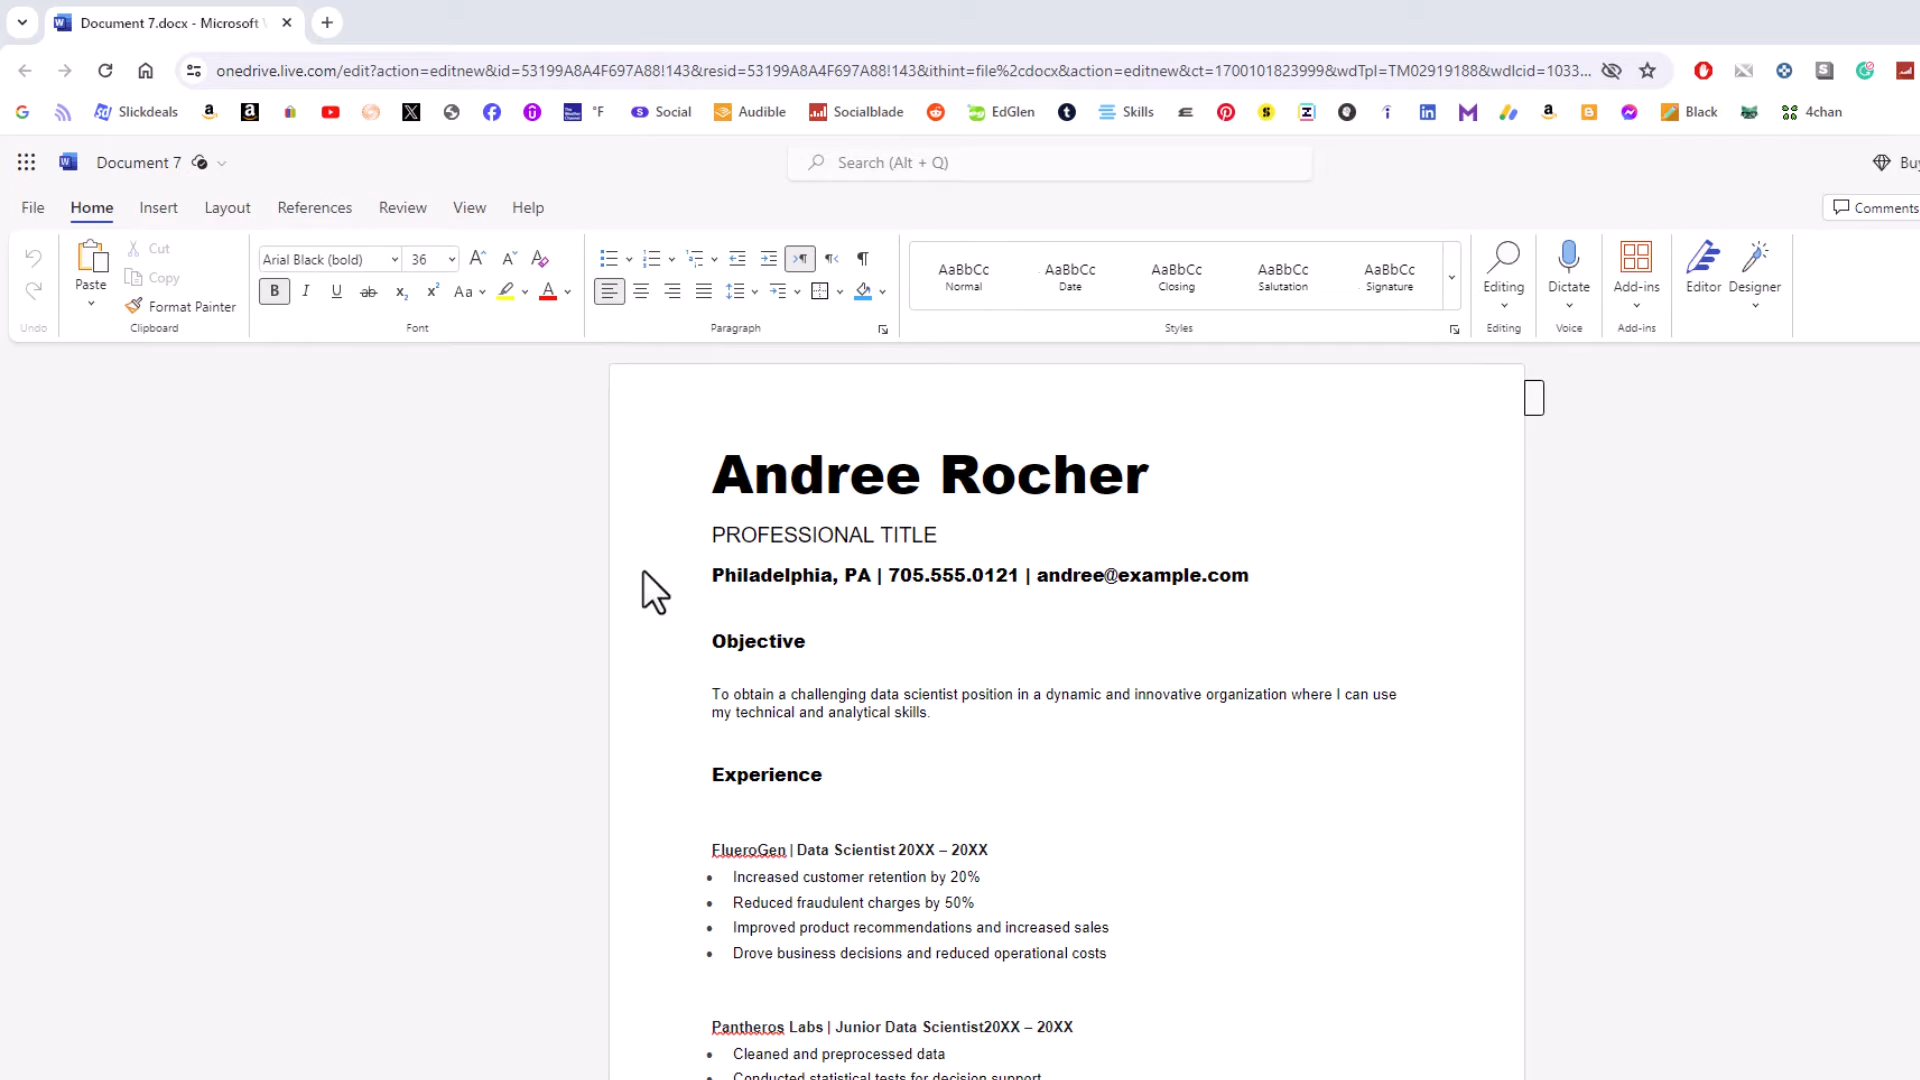 Document 7.docx - Microsoft
onedrive.live.com/edit?action=editnew&id=53199A8A4F697A88!143&resid=53199A8A4F697A88!143&ithint=file%2cdocx&action=editnew&ct=1700101823999&wdTpl=TM02919188&wdlcid=1033...
Slickdeals °F Social Audible Socialblade EdGlen Skills Black 4chan
Document 7
Search (Alt + Q)
Buy
File Home Insert Layout References Review View Help
Comments
Undo
Paste
Cut
Copy
Format Painter
Clipboard
Arial Black (bold) 36
Font
Paragraph
AaBbCc AaBbCc AaBbCc AaBbCc AaBbCc
Normal Date Closing Salutation Signature
Styles
Editing Dictate Add-ins Editor Designer
Editing Voice Add-ins
Andree Rocher
PROFESSIONAL TITLE
Philadelphia, PA | 705.555.0121 | andree@example.com
Objective
To obtain a challenging data scientist position in a dynamic and innovative organization where I can use
my technical and analytical skills.
Experience
FlueroGen | Data Scientist 20XX – 20XX
• Increased customer retention by 20%
• Reduced fraudulent charges by 50%
• Improved product recommendations and increased sales
• Drove business decisions and reduced operational costs
Pantheros Labs | Junior Data Scientist20XX – 20XX
• Cleaned and preprocessed data
• Conducted statistical tests for decision support